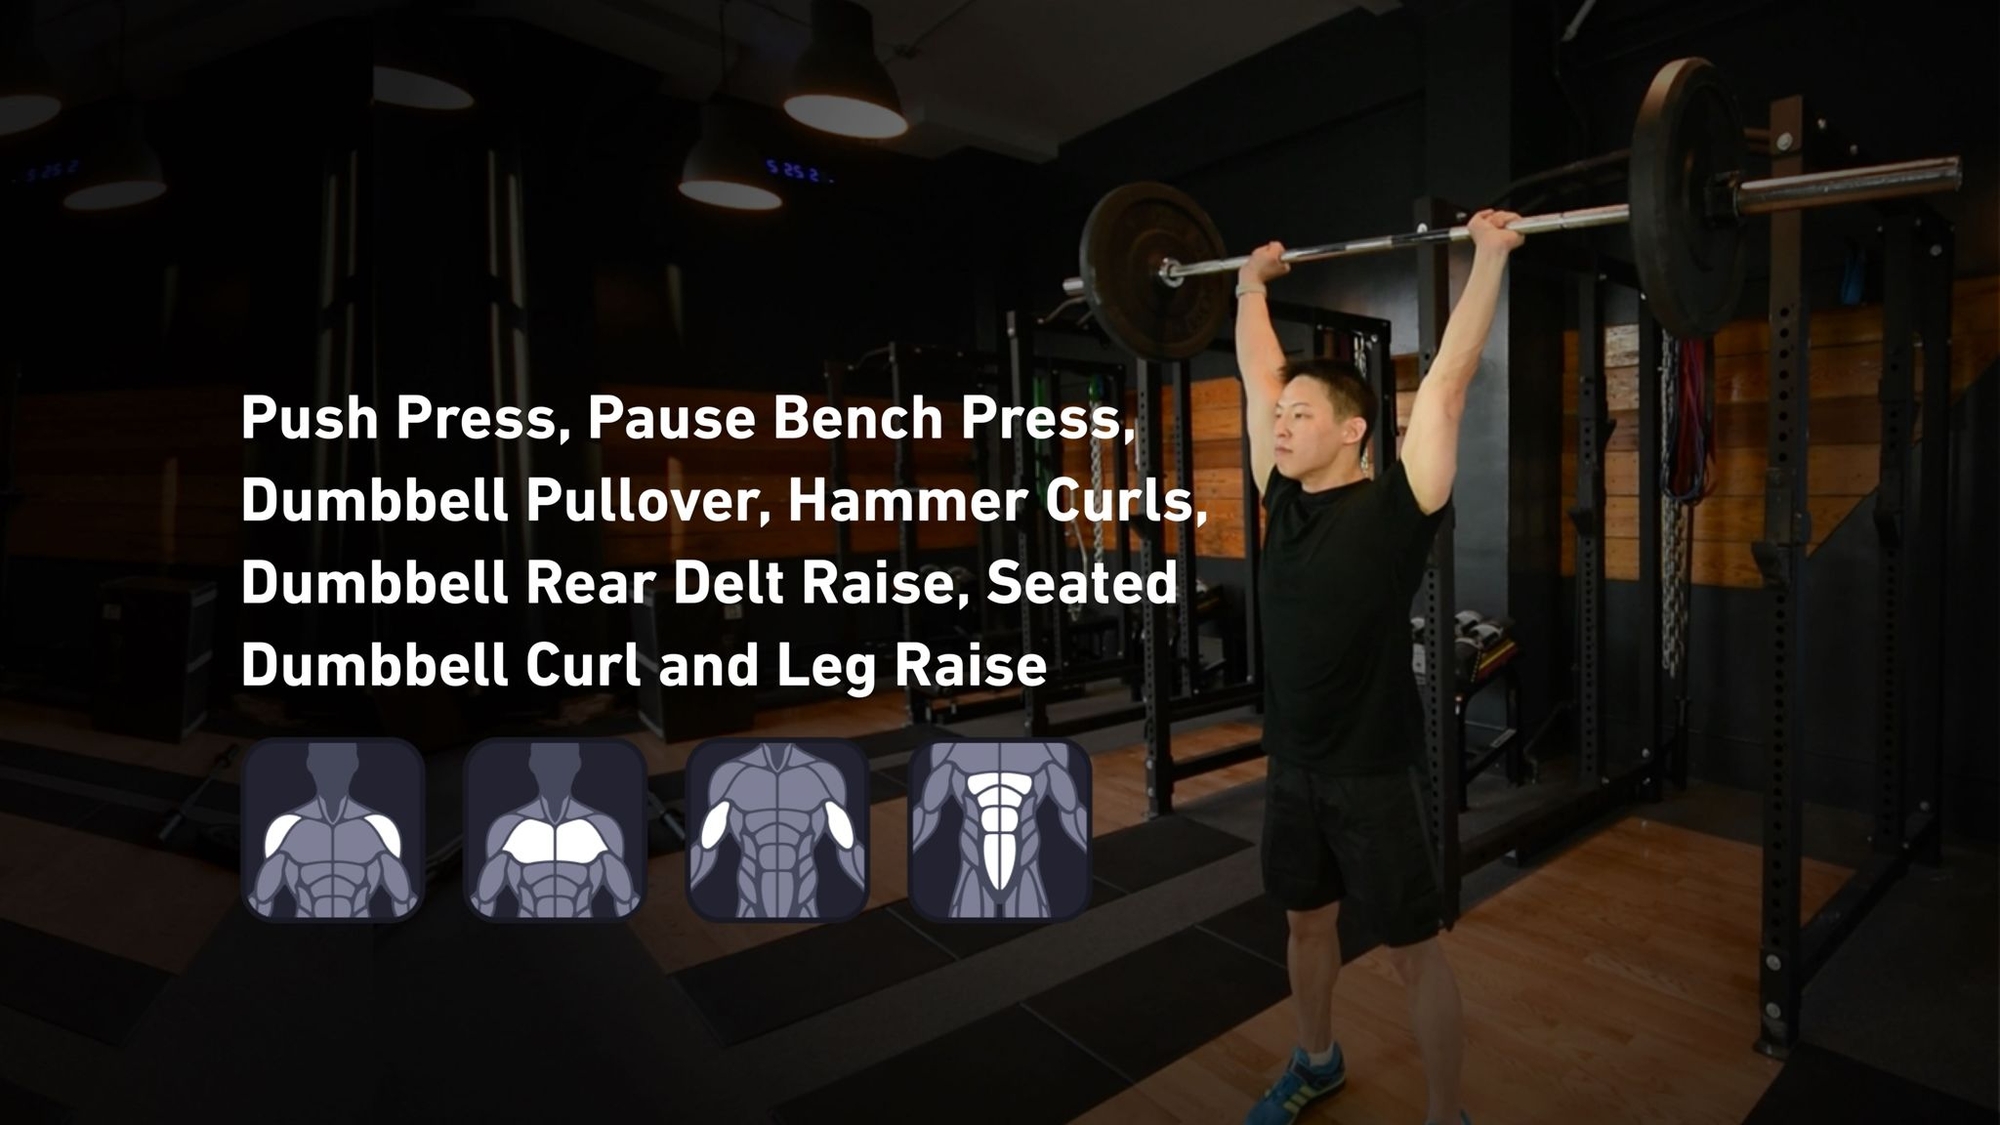 Push Press, Pause Bench Press,
Dumbbell Pullover, Hammer Curls,
Dumbbell Rear Delt Raise, Seated
Dumbbell Curl and Leg Raise